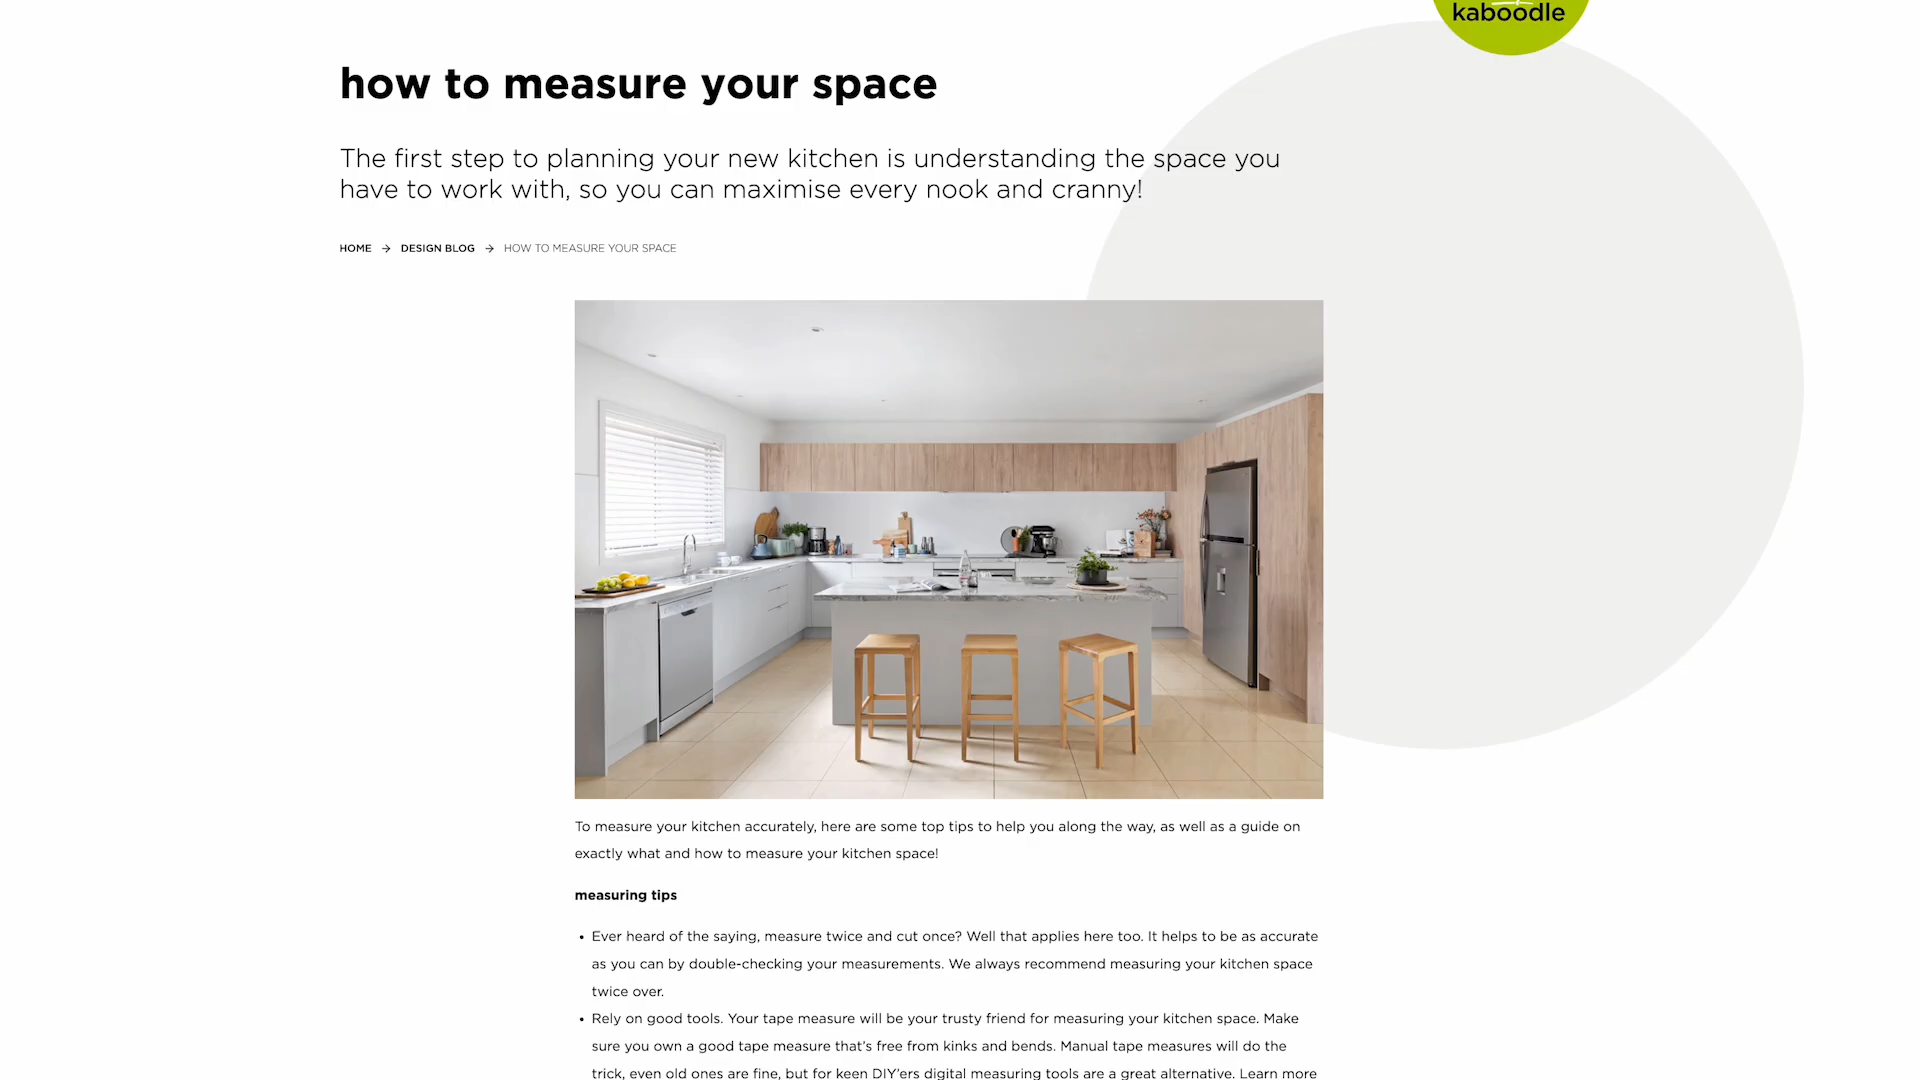 kaboodle
how to measure your space
The first step to planning your new kitchen is understanding the space you
have to work with, so you can maximise every nook and cranny!
HOME → DESIGN BLOG → HOW TO MEASURE YOUR SPACE
To measure your kitchen accurately, here are some top tips to help you along the way, as well as a guide on
exactly what and how to measure your kitchen space!
measuring tips
• Ever heard of the saying, measure twice and cut once? Well that applies here too. It helps to be as accurate
as you can by double-checking your measurements. We always recommend measuring your kitchen space
twice over.
• Rely on good tools. Your tape measure will be your trusty friend for measuring your kitchen space. Make
sure you own a good tape measure that's free from kinks and bends. Manual tape measures will do the
trick, even old ones are fine, but for keen DIY'ers digital measuring tools are a great alternative. Learn more